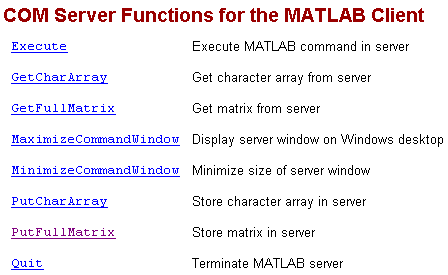 COM Server Functions for the MATLAB Client
Execute Execute MATLAB command in server
GetCharArray Get character array from server
GetFullMatrix Get matrix from server
MaximizeCommandWindow Display server window on Windows desktop
MinimizeCommandWindow Minimize size of server window
PutCharArray Store character array in server
PutFullMatrix Store matrix in server
Quit Terminate MATLAB server